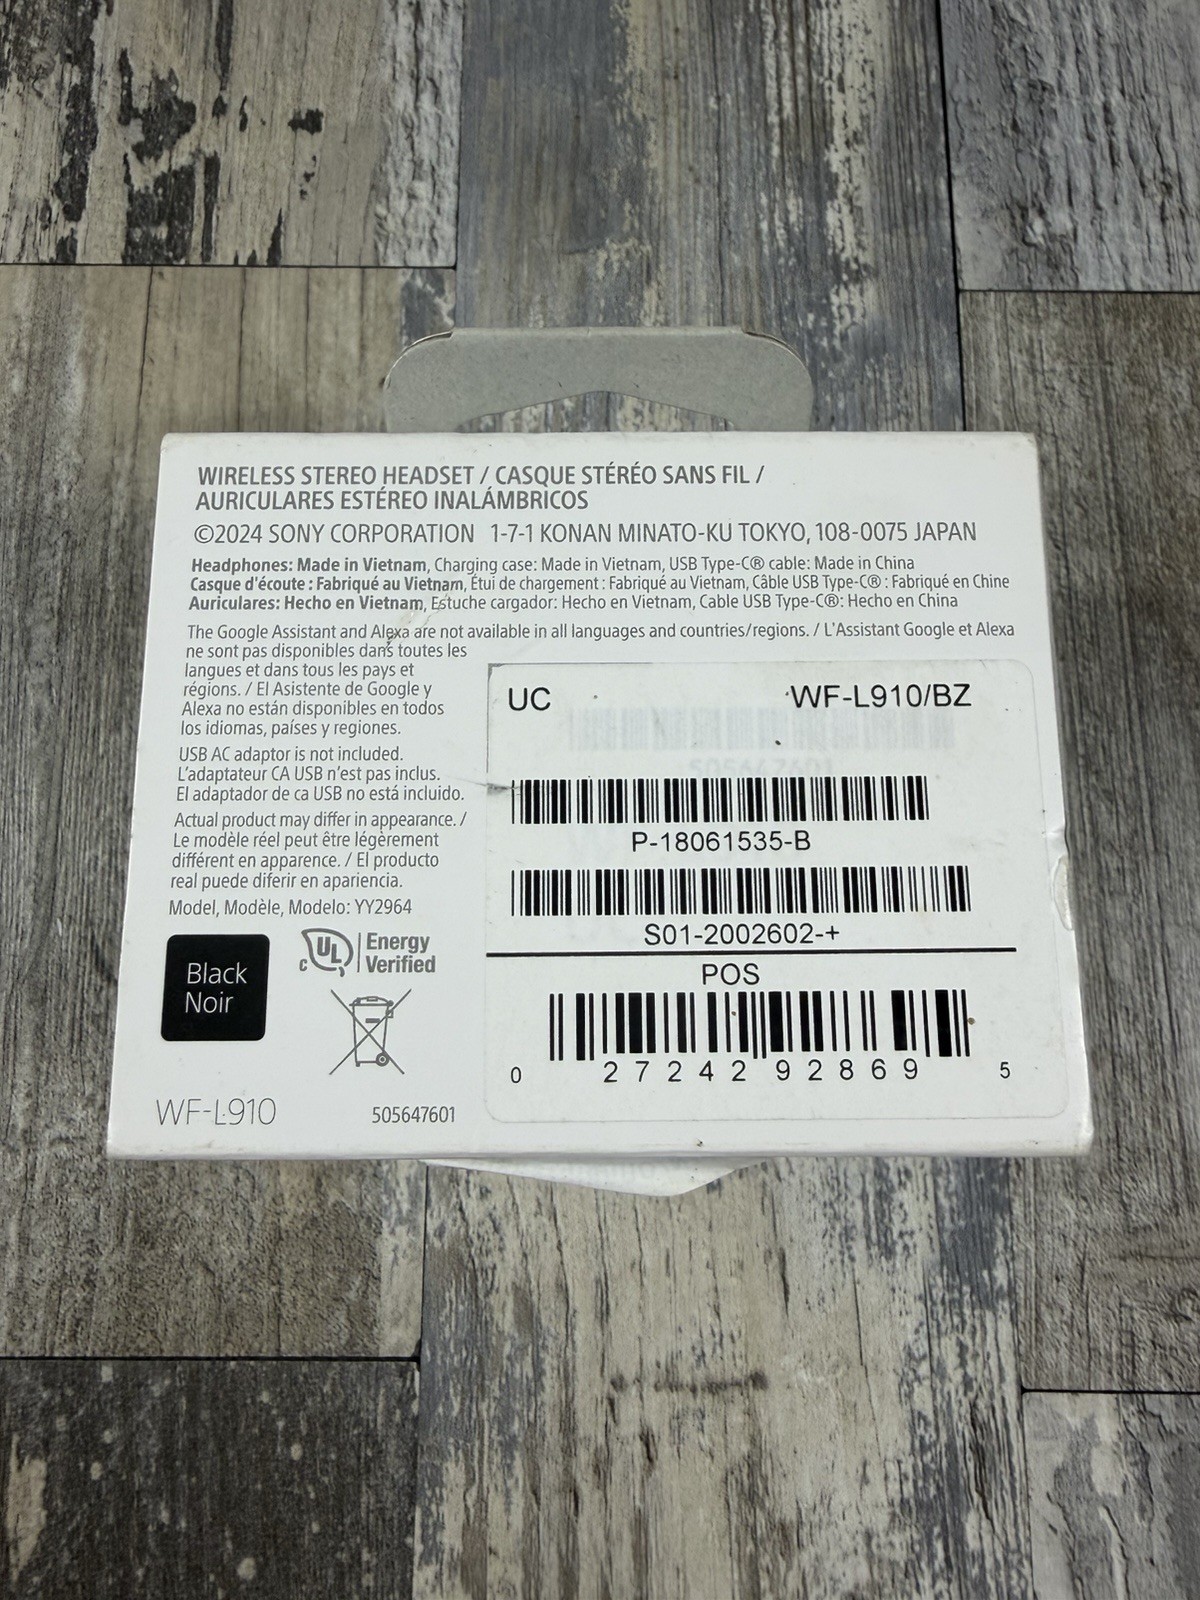 WIRELESS STEREO HEADSET / CASQUE STÉRÉO SANS FIL /
AURICULARES ESTÉREO INALÁMBRICOS
©2024 SONY CORPORATION 1-7-1 KONAN MINATO-KU TOKYO, 108-0075 JAPAN
Headphones: Made in Vietnam, Charging case: Made in Vietnam, USB Type-C® cable: Made in China
Casque d'écoute : Fabriqué au Vietnam, Étui de chargement : Fabriqué au Vietnam, Câble USB Type-C® : Fabriqué en Chine
Auriculares: Hecho en Vietnam, Estuche cargador: Hecho en Vietnam, Cable USB Type-C®: Hecho en China
The Google Assistant and Alexa are not available in all languages and countries/regions. / L'Assistant Google et Alexa
ne sont pas disponibles dans toutes les
langues et dans tous les pays et
régions. / El Asistente de Google y
Alexa no están disponibles en todos
los idiomas, países y regiones.
USB AC adaptor is not included.
L'adaptateur CA USB n'est pas inclus.
El adaptador de ca USB no está incluido.
Actual product may differ in appearance. /
Le modèle réel peut être légèrement
différent en apparence. / El producto
real puede diferir en apariencia.
Model, Modèle, Modelo: YY2964
Black
Noir
c UL Energy
Verified
WF-L910
505647601
UC WF-L910/BZ
505647601
P-18061535-B
S01-2002602-+
POS
0 27242 92869 5